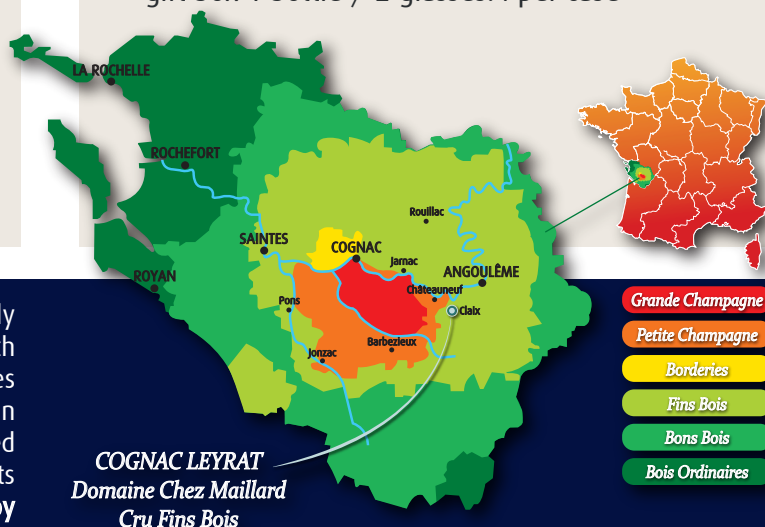 LA ROCHELLE
ROCHEFORT
Rouillac
SAINTES
COGNAC
Jarnac
ANGOULÊME
ROYAN
Châteauneuf
Pons
Claix
Barbezieux
Jonzac
Grande Champagne
Petite Champagne
Borderies
Fins Bois
Bons Bois
Bois Ordinaires
COGNAC LEYRAT
Domaine Chez Maillard
Cru Fins Bois